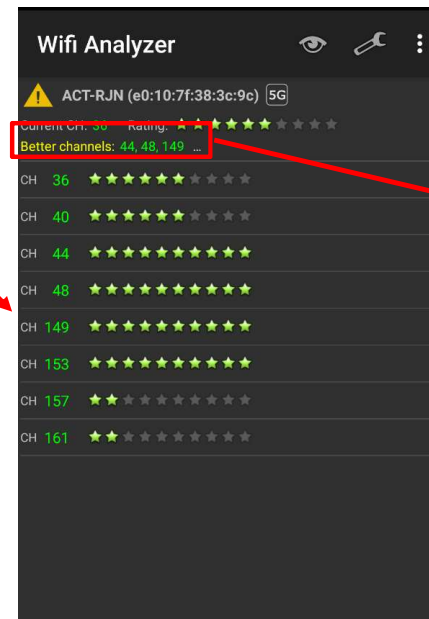 Wifi Analyzer
ACT-RJN (e0:10:7f:38:3c:9c) 5G
Current CH: 36 Rating:
Better channels: 44, 48, 149 ...
CH 36
CH 40
CH 44
CH 48
CH 149
CH 153
CH 157
CH 161